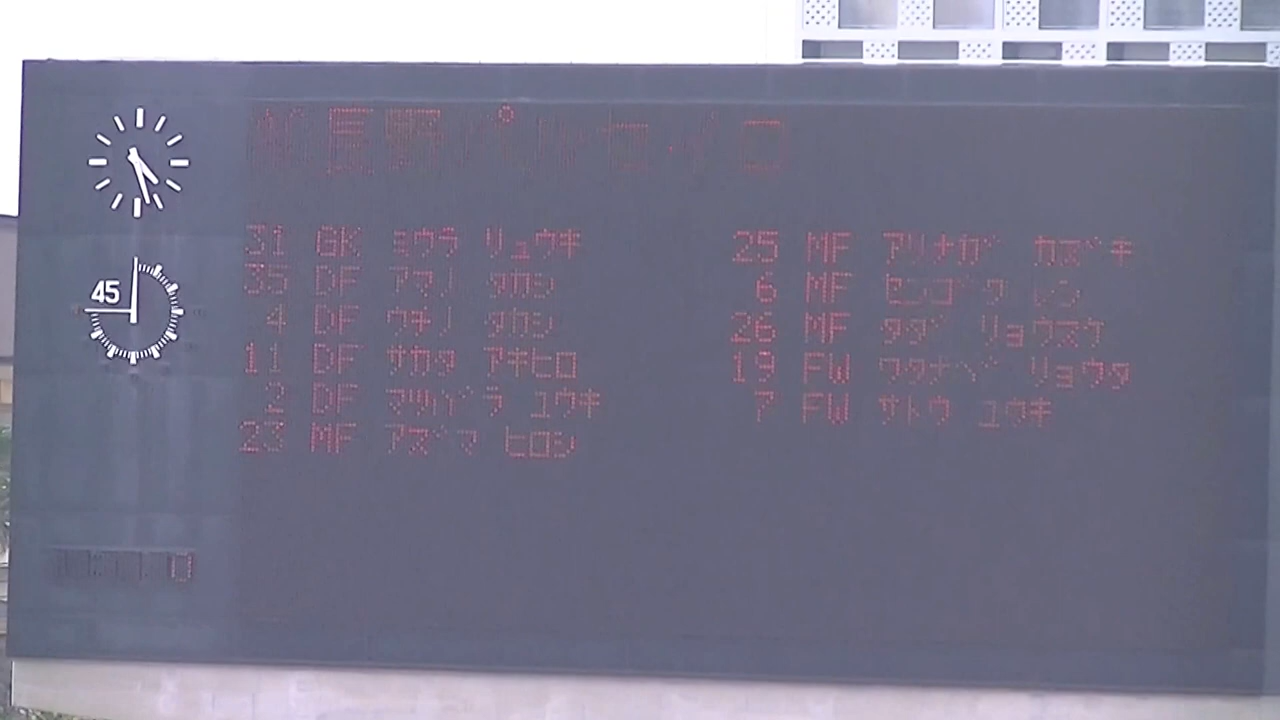 長野パルセイロ
45
31 GK ミウラ リュウキ
35 DF アマノ タカシ
4 DF ウキノ タカシ
11 DF サカタ アキヒロ
2 DF マツバラ ユウキ
23 MF アズマ ヒロシ
25 MF アリナガ カズキ
6 MF センゴク レン
26 MF タダ リョウスケ
19 FW ワタナベ リョウタ
7 FW サトウ ユウキ
0